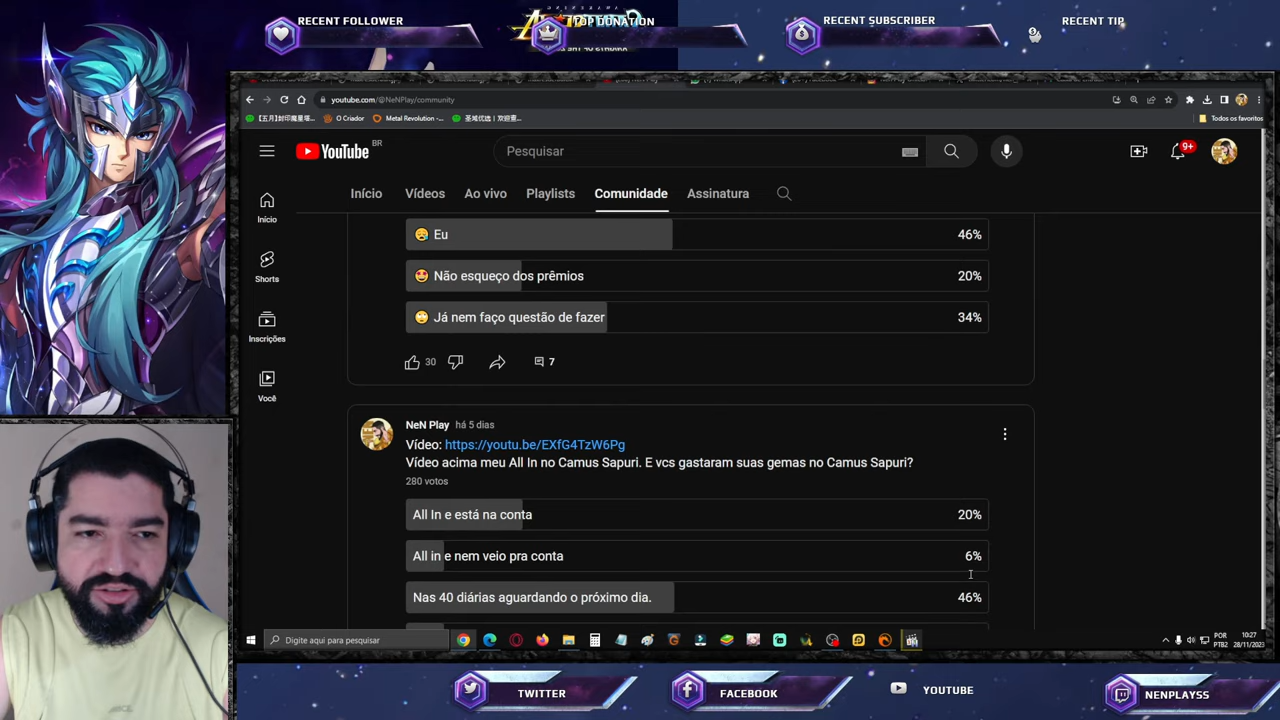 RECENT FOLLOWER
TOP DONATION
RECENT SUBSCRIBER
RECENT TIP
youtube.com/@NeNPlay/community
O Criador
Metal Revolution -...
Todos os favoritos
YouTube BR
Pesquisar
9+
Início
Vídeos
Ao vivo
Playlists
Comunidade
Assinatura
Início
Shorts
Inscrições
Você
Eu 46%
Não esqueço dos prêmios 20%
Já nem faço questão de fazer 34%
30
7
NeN Play há 5 dias
Vídeo: https://youtu.be/EXfG4TzW6Pg
Vídeo acima meu All In no Camus Sapuri. E vcs gastaram suas gemas no Camus Sapuri?
280 votos
All In e está na conta 20%
All in e nem veio pra conta 6%
Nas 40 diárias aguardando o próximo dia. 46%
Digite aqui para pesquisar
POR
PTB2
10:27
28/11/2023
TWITTER
FACEBOOK
YOUTUBE
NENPLAYSS